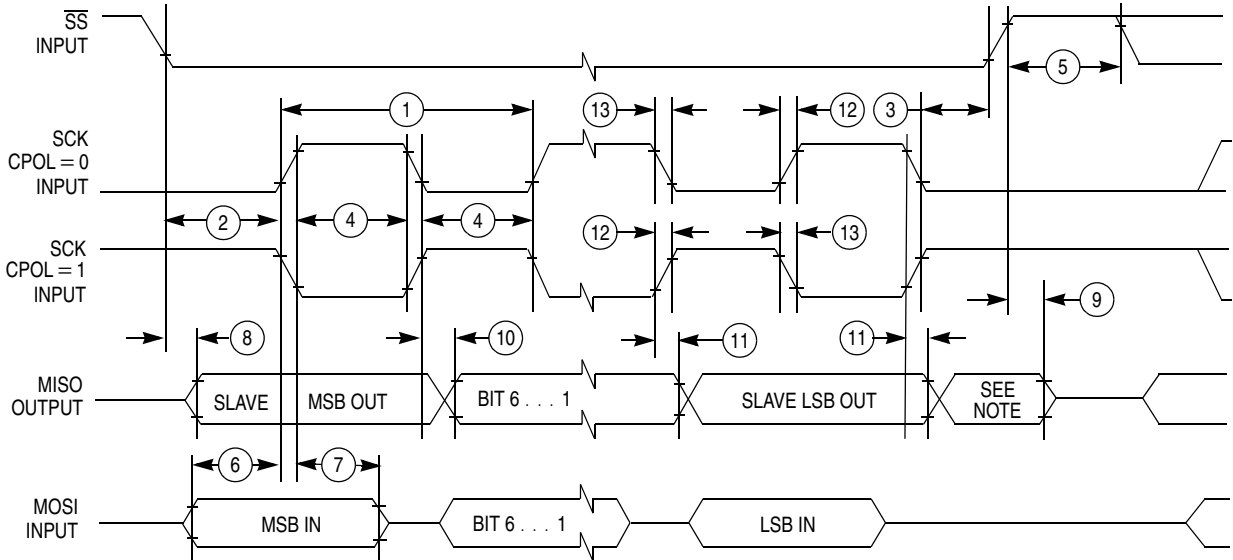 SS
INPUT
5
1
13
12
3
SCK
CPOL = 0
INPUT
2
4
4
SCK
CPOL = 1
INPUT
12
13
9
8
10
11
11
MISO
OUTPUT
SLAVE
MSB OUT
BIT 6 . . . 1
SLAVE LSB OUT
SEE
NOTE
6
7
MOSI
INPUT
MSB IN
BIT 6 . . . 1
LSB IN